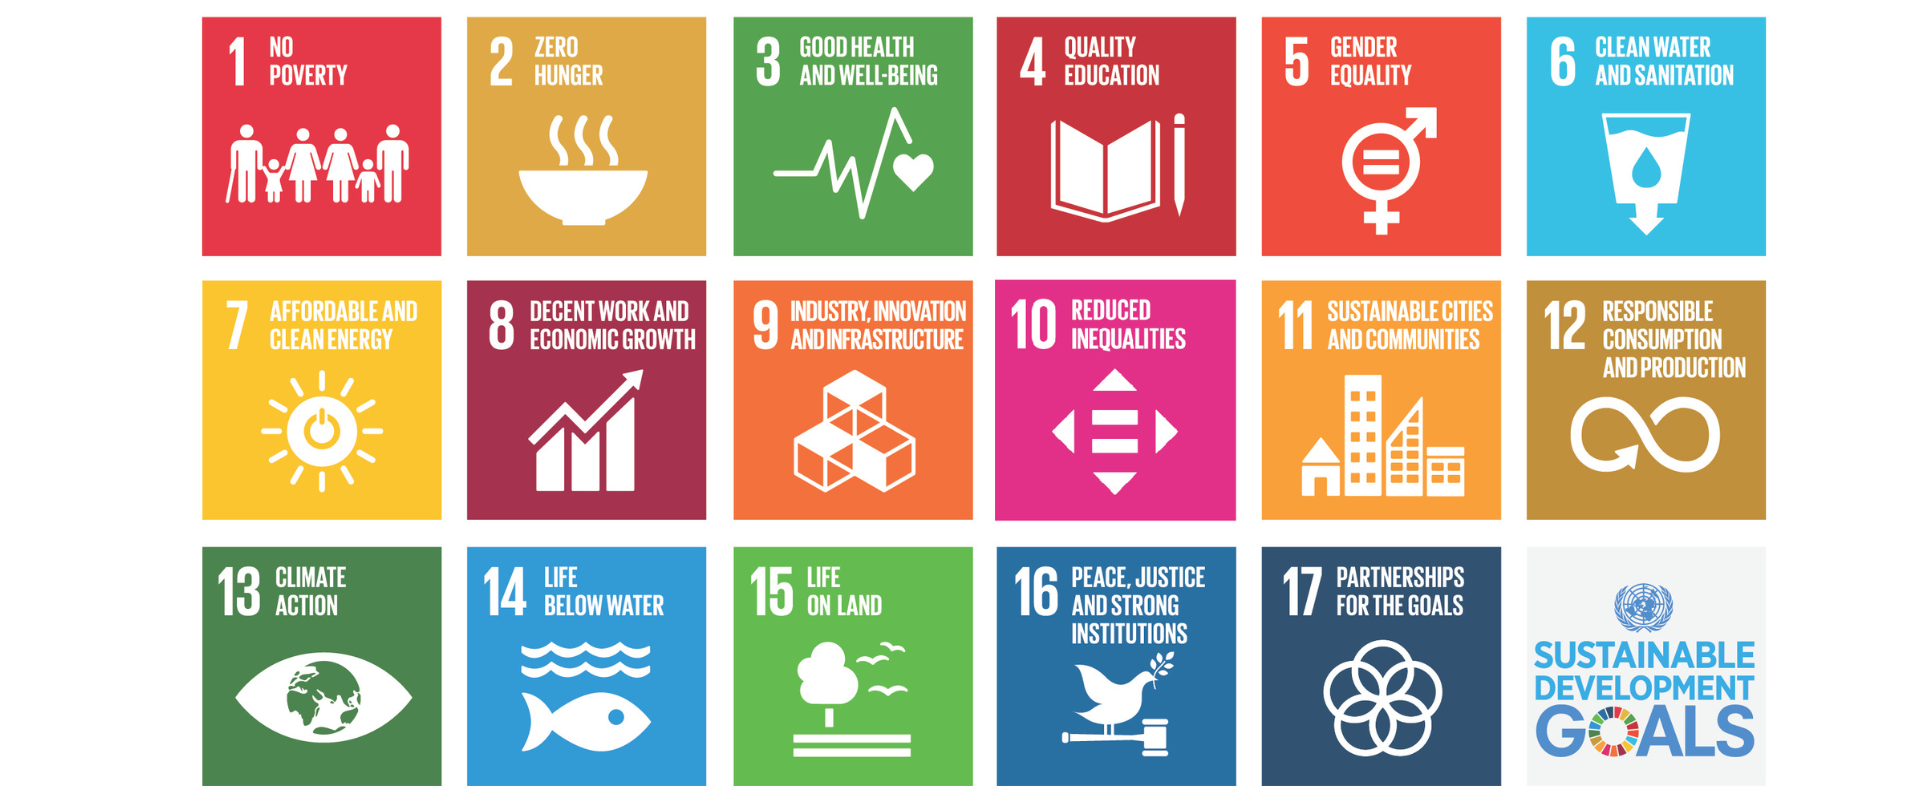 1 NO
POVERTY
2 ZERO
HUNGER
3 GOOD HEALTH
AND WELL-BEING
4 QUALITY
EDUCATION
5 GENDER
EQUALITY
6 CLEAN WATER
AND SANITATION
7 AFFORDABLE AND
CLEAN ENERGY
8 DECENT WORK AND
ECONOMIC GROWTH
9 INDUSTRY, INNOVATION
AND INFRASTRUCTURE
10 REDUCED
INEQUALITIES
11 SUSTAINABLE CITIES
AND COMMUNITIES
12 RESPONSIBLE
CONSUMPTION
AND PRODUCTION
13 CLIMATE
ACTION
14 LIFE
BELOW WATER
15 LIFE
ON LAND
16 PEACE, JUSTICE
AND STRONG
INSTITUTIONS
17 PARTNERSHIPS
FOR THE GOALS
SUSTAINABLE
DEVELOPMENT
GOALS